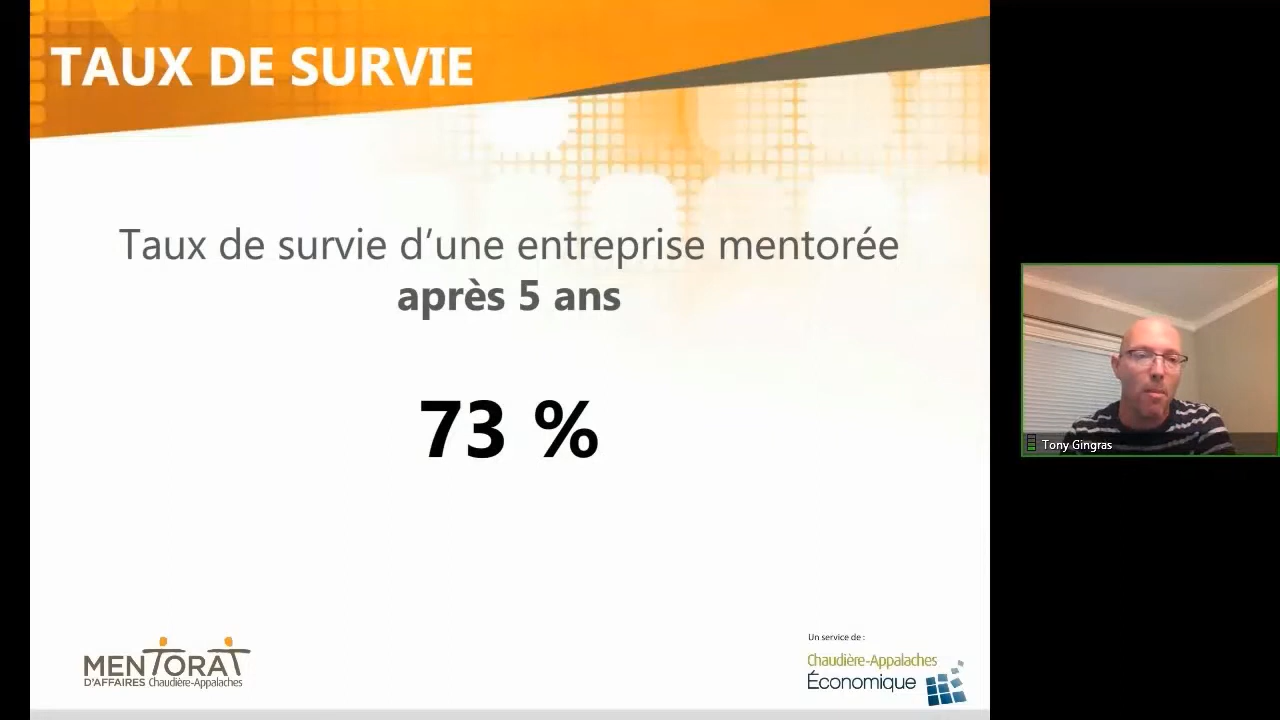 TAUX DE SURVIE
Taux de survie d’une entreprise mentorée
après 5 ans
73 %
MENTORAT
D'AFFAIRES Chaudière-Appalaches
Un service de :
Chaudière-Appalaches
Économique
Tony Gingras